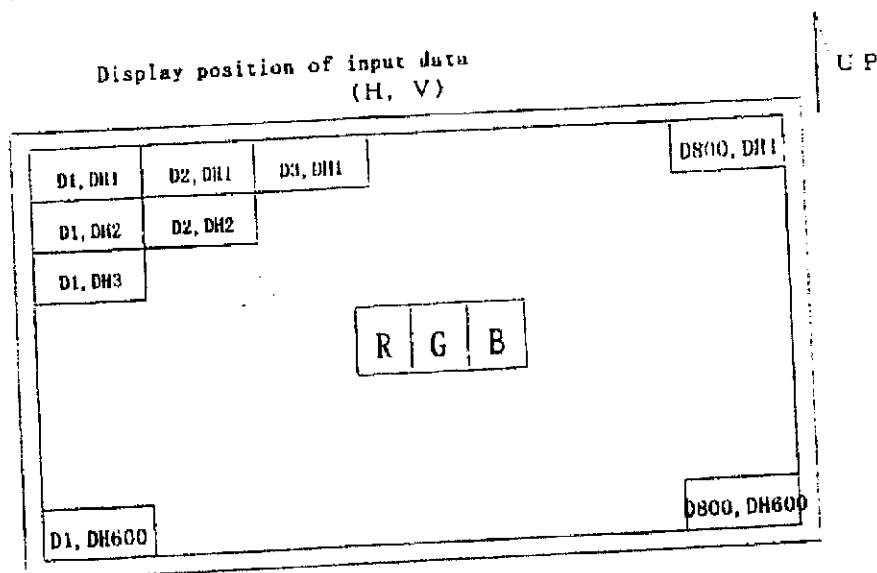 Display position of input data
(H, V)
UP
D1, DH1 D2, DH1 D3, DH1 D800, DH1
D1, DH2 D2, DH2
D1, DH3
R G B
D1, DH600 D800, DH600